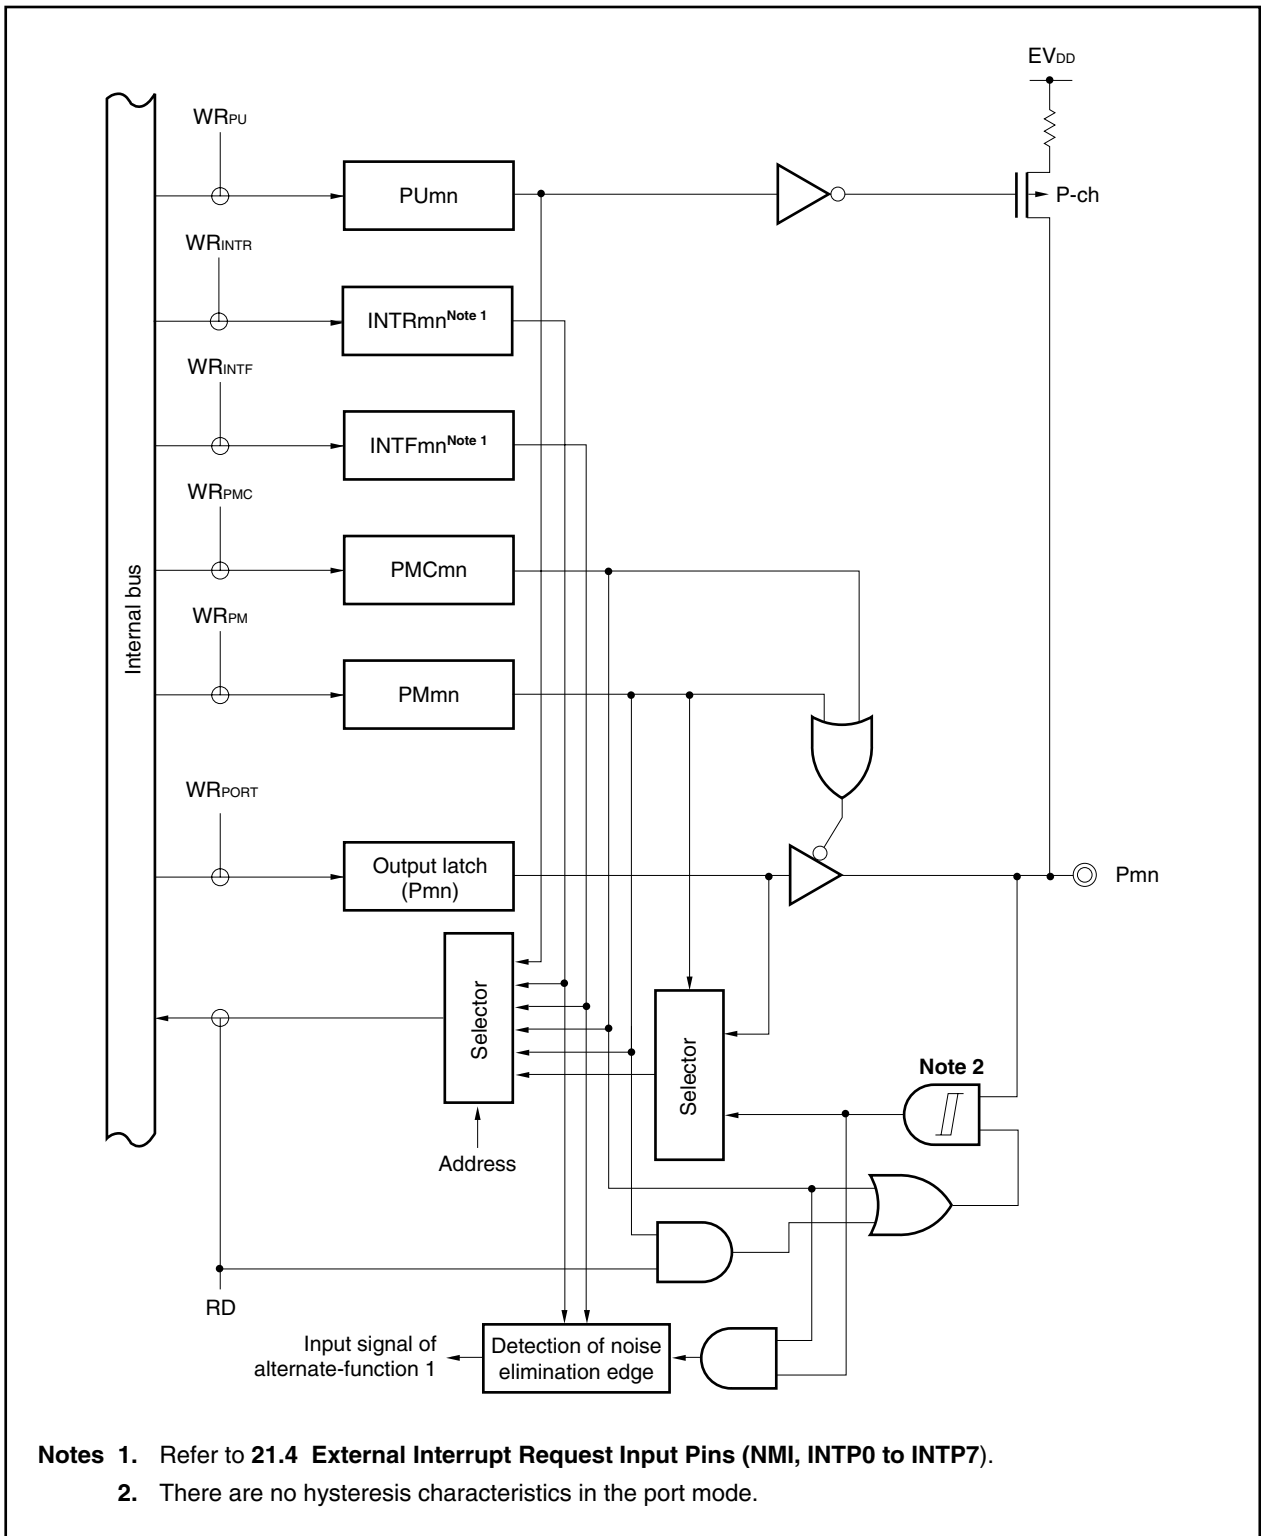 EVDD
WRPU
PUmn
P-ch
WRINTR
INTRmnNote 1
WRINTF
INTFmnNote 1
WRPMC
PMCmn
Internal bus
WRPM
PMmn
WRPORT
Output latch
(Pmn)
Pmn
Selector
Selector
Note 2
Address
RD
Input signal of
alternate-function 1
Detection of noise
elimination edge
Notes 1. Refer to 21.4 External Interrupt Request Input Pins (NMI, INTP0 to INTP7).
2. There are no hysteresis characteristics in the port mode.